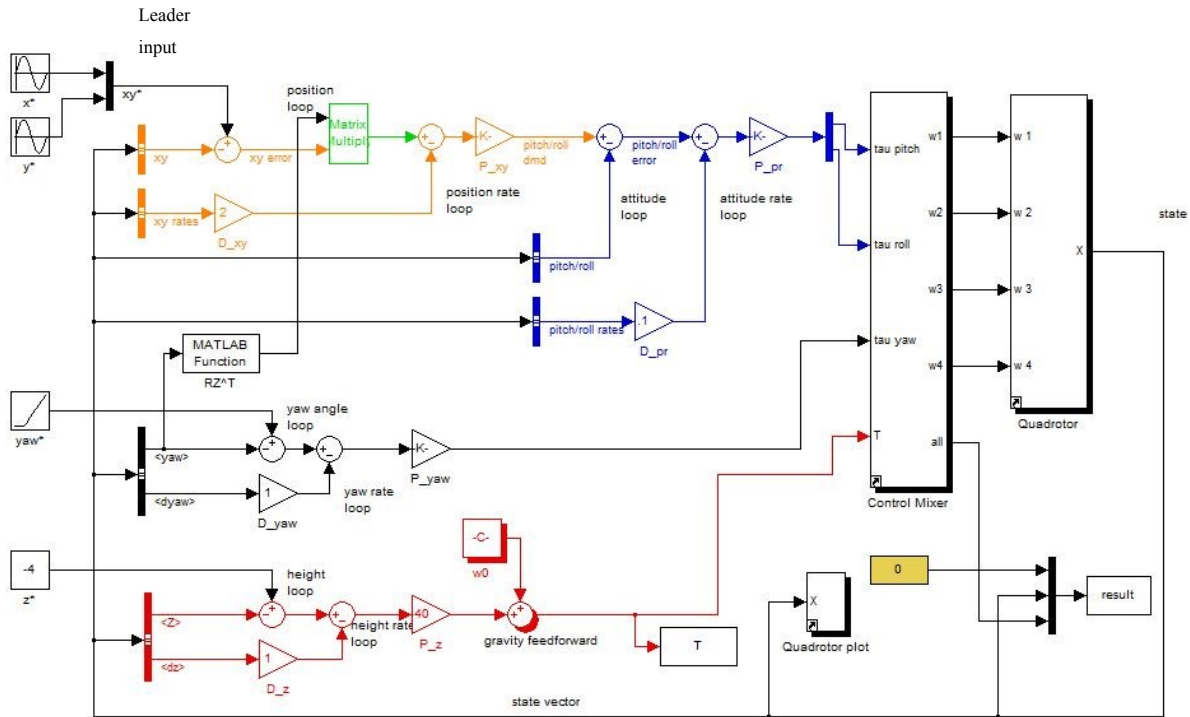 Leader
input
x*
y*
xy*
xy
xy error
position
loop
Matrix
Multiply
K-
P_xy
pitch/roll
dmd
pitch/roll
error
K-
P_pr
xy rates
2
D_xy
position rate
loop
attitude
loop
attitude rate
loop
pitch/roll
pitch/roll rates
.1
D_pr
tau pitch
tau roll
tau yaw
T
w1
w2
w3
w4
all
Control Mixer
w 1
w 2
w 3
w 4
X
Quadrotor
state
MATLAB
Function
RZ^T
yaw*
yaw angle
loop
<yaw>
<dyaw>
K-
P_yaw
1
D_yaw
yaw rate
loop
-4
z*
height
loop
<Z>
<dz>
1
D_z
height rate
loop
40
P_z
-C-
w0
gravity feedforward
T
X
Quadrotor plot
0
result
state vector